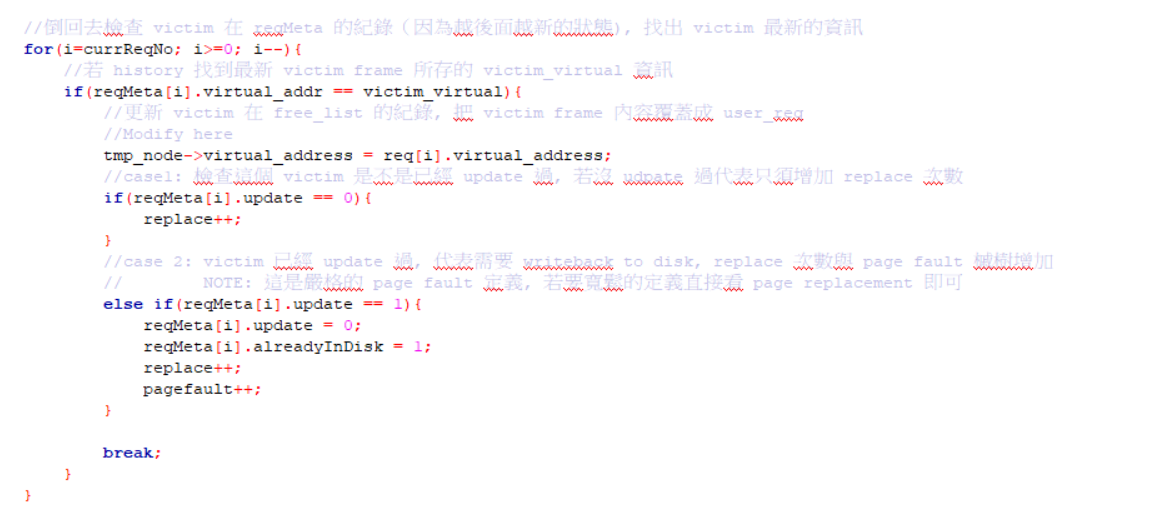 //倒回去檢查 victim 在 reqMeta 的紀錄（因為越後面越新的狀態), 找出 victim 最新的資訊
for(i=currReqNo; i>=0; i--){
//若 history 找到最新 victim frame 所存的 victim_virtual 資訊
if(reqMeta[i].virtual_addr == victim_virtual){
//更新 victim 在 free_list 的紀錄, 把 victim frame 內容覆蓋成 user_req
//Modify here
tmp_node->virtual_address = req[i].virtual_address;
//case1: 檢查這個 victim 是不是已經 update 過, 若沒 udpate 過代表只須增加 replace 次數
if(reqMeta[i].update == 0){
replace++;
}
//case 2: victim 已經 update 過, 代表需要 writeback to disk, replace 次數與 page fault 樹增加
// NOTE: 這是嚴格的 page fault 定義, 若要寬鬆的定義直接看 page replacement 即可
else if(reqMeta[i].update == 1){
reqMeta[i].update = 0;
reqMeta[i].alreadyInDisk = 1;
replace++;
pagefault++;
}
break;
}
}